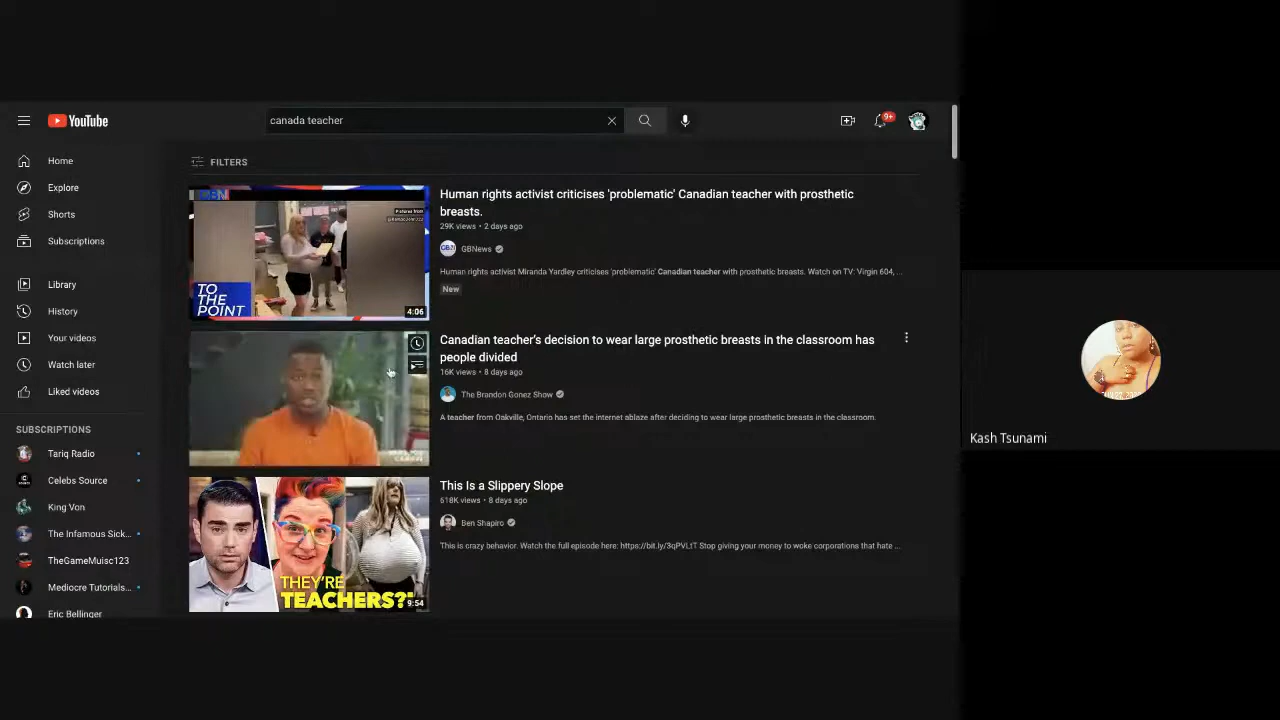 YouTube
canada teacher
9+
Home
Explore
Shorts
Subscriptions
Library
History
Your videos
Watch later
Liked videos
SUBSCRIPTIONS
Tariq Radio
Celebs Source
King Von
The Infamous Sick...
TheGameMuisc123
Mediocre Tutorials...
Eric Bellinger
FILTERS
GBN
TO
THE
POINT
4:06
Human rights activist criticises 'problematic' Canadian teacher with prosthetic
breasts.
29K views • 2 days ago
GBN
GBNews
Human rights activist Miranda Yardley criticises 'problematic' Canadian teacher with prosthetic breasts. Watch on TV: Virgin 604, ...
New
Canadian teacher's decision to wear large prosthetic breasts in the classroom has
people divided
16K views • 8 days ago
The Brandon Gonez Show
A teacher from Oakville, Ontario has set the internet ablaze after deciding to wear large prosthetic breasts in the classroom.
THEY'RE
TEACHERS?!
9:54
This Is a Slippery Slope
618K views • 8 days ago
Ben Shapiro
This is crazy behavior. Watch the full episode here: https://bit.ly/3qPVLtT Stop giving your money to woke corporations that hate ...
Kash Tsunami